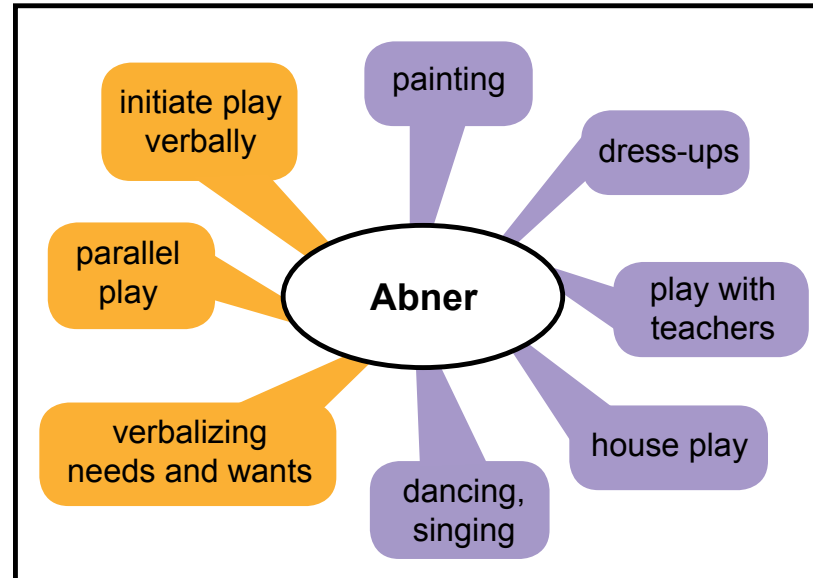 painting
initiate play
verbally
dress-ups
parallel
play
Abner
play with
teachers
verbalizing
needs and wants
house play
dancing,
singing